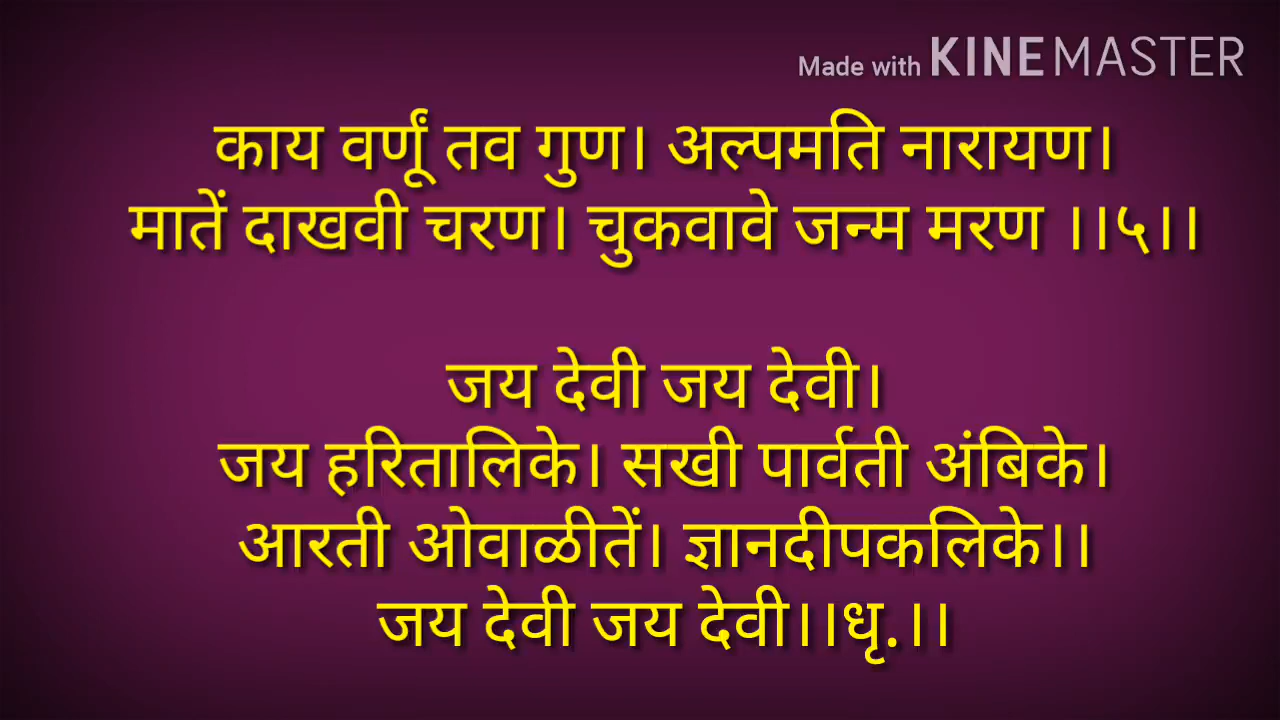 Made with KINEMASTER
काय वर्णूं तव गुण। अल्पमति नारायण।
मातें दाखवी चरण। चुकवावे जन्म मरण ।।५।।
जय देवी जय देवी।
जय हरितालिके। सखी पार्वती अंबिके।
आरती ओवाळीतें। ज्ञानदीपकलिके।।
जय देवी जय देवी।।धृ.।।